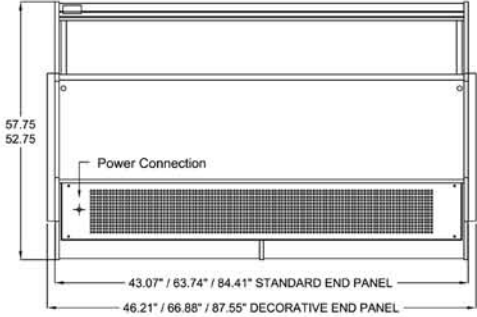 57.75
52.75
Power Connection
43.07" / 63.74" / 84.41" STANDARD END PANEL
46.21" / 66.88" / 87.55" DECORATIVE END PANEL